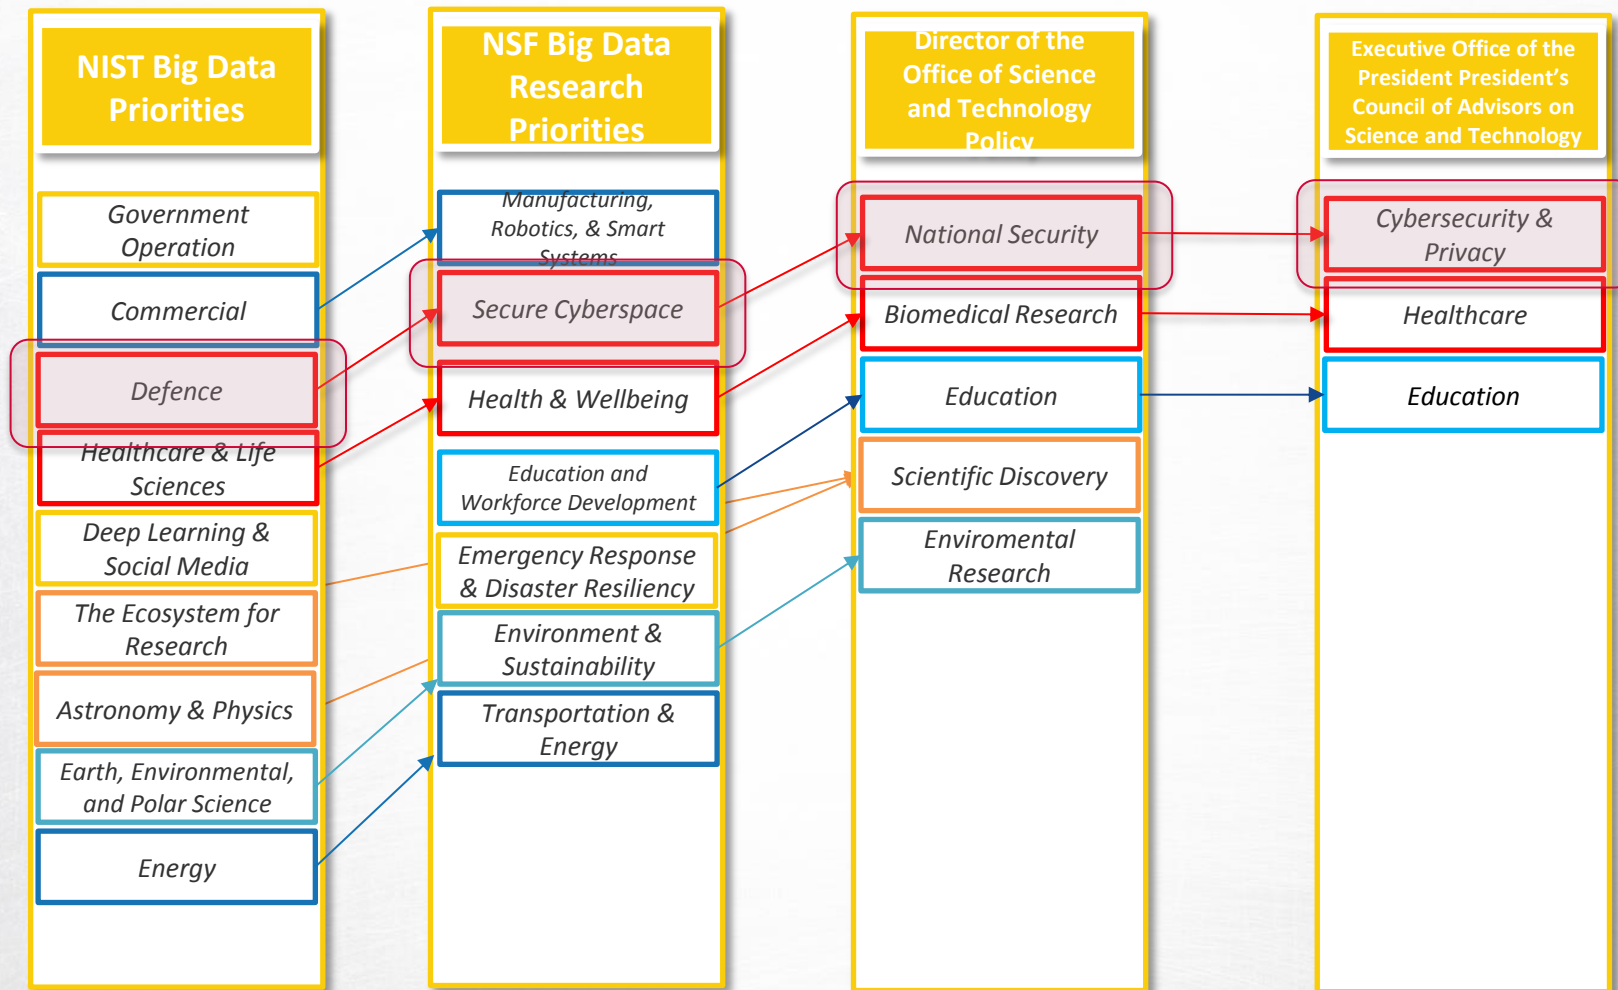 NIST Big Data
Priorities
Government
Operation
Commercial
Defence
Healthcare & Life
Sciences
Deep Learning &
Social Media
The Ecosystem for
Research
Astronomy & Physics
Earth, Environmental,
and Polar Science
Energy
NSF Big Data
Research
Priorities
Manufacturing,
Robotics, & Smart
Systems
Secure Cyberspace
Health & Wellbeing
Education and
Workforce Development
Emergency Response
& Disaster Resiliency
Environment &
Sustainability
Transportation &
Energy
Director of the
Office of Science
and Technology
Policy
National Security
Biomedical Research
Education
Scientific Discovery
Enviromental
Research
Executive Office of the
President President’s
Council of Advisors on
Science and Technology
Cybersecurity &
Privacy
Healthcare
Education